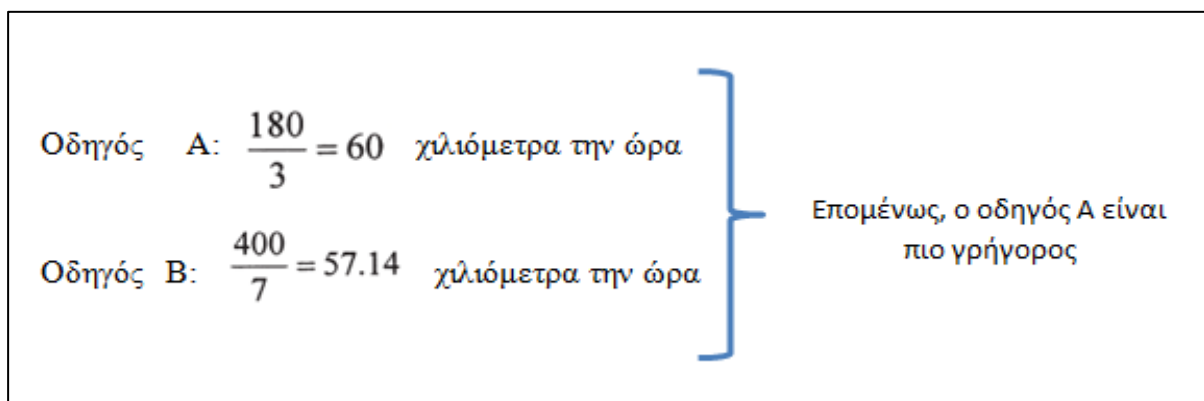 Οδηγός Α: 180/3 = 60 χιλιόμετρα την ώρα
Οδηγός Β: 400/7 = 57.14 χιλιόμετρα την ώρα
Επομένως, ο οδηγός Α είναι
πιο γρήγορος